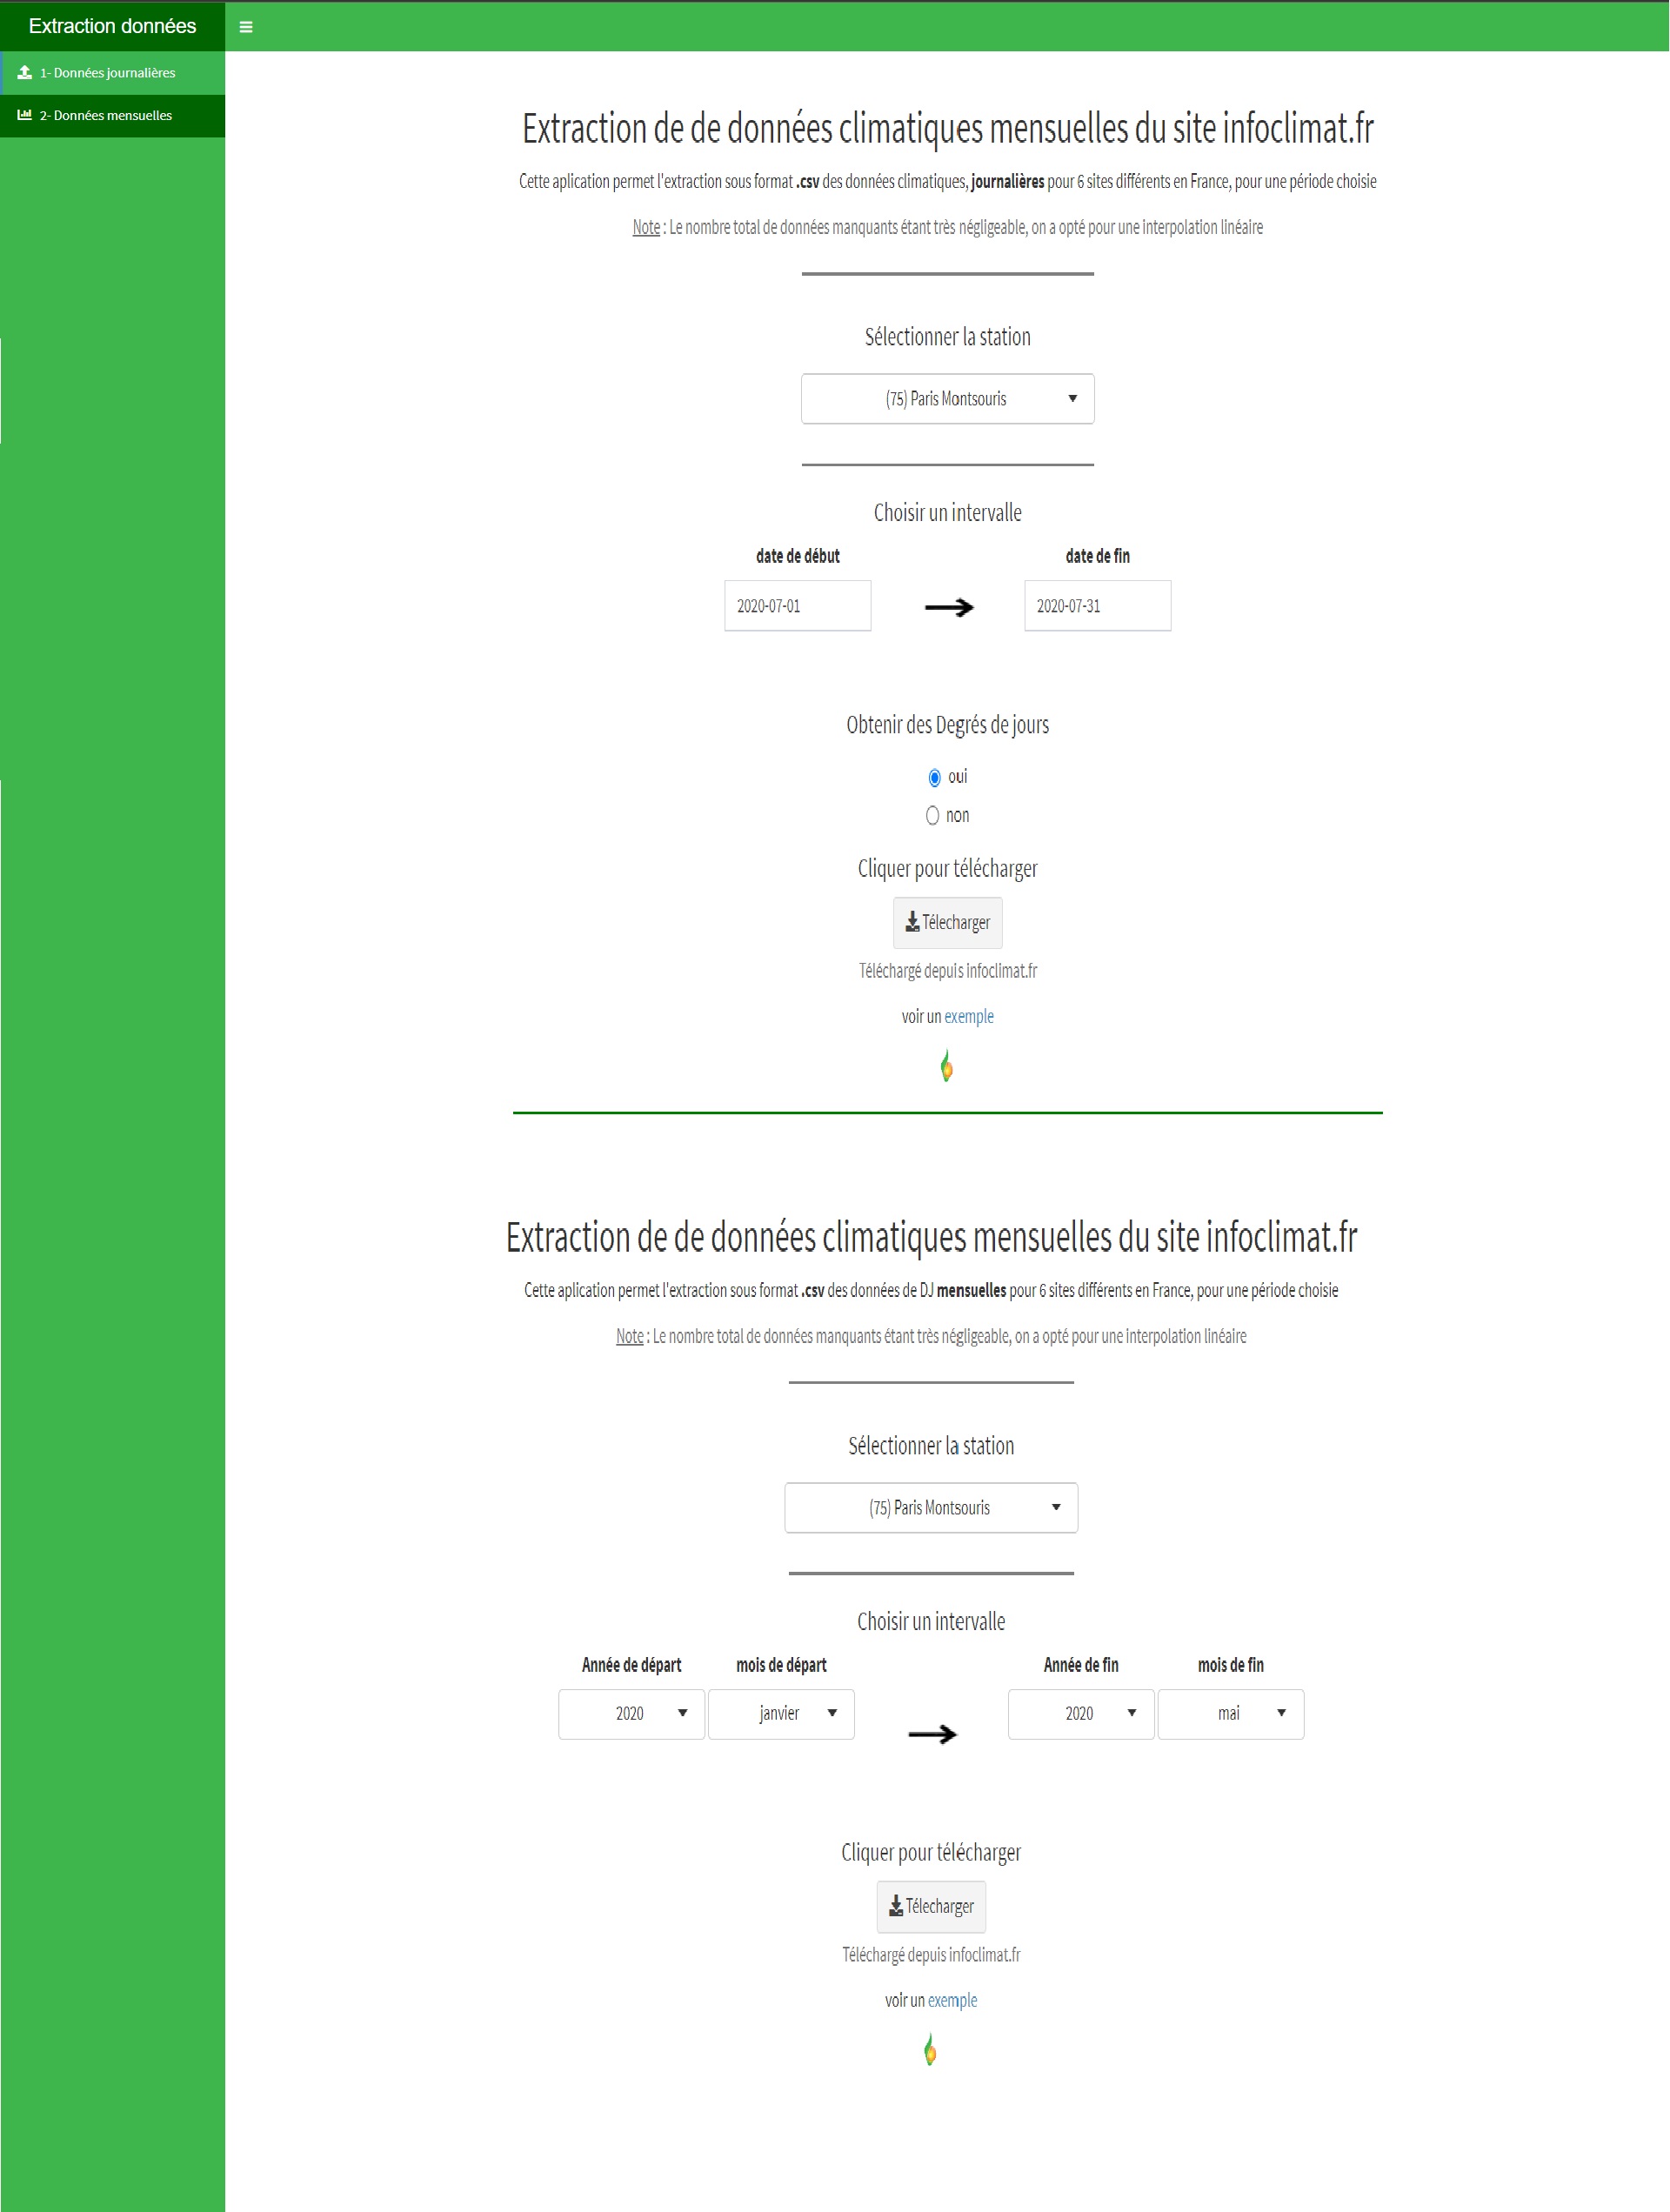 Extraction données
1- Données journalières
2- Données mensuelles
Extraction de de données climatiques mensuelles du site infoclimat.fr
Cette aplication permet l'extraction sous format .csv des données climatiques, journalières pour 6 sites différents en France, pour une période choisie
Note : Le nombre total de données manquants étant très négligeable, on a opté pour une interpolation linéaire
Sélectionner la station
(75) Paris Montsouris
Choisir un intervalle
date de début date de fin
2020-07-01 2020-07-31
Obtenir des Degrés de jours
oui
non
Cliquer pour télécharger
Télecharger
Téléchargé depuis infoclimat.fr
voir un exemple
Extraction de de données climatiques mensuelles du site infoclimat.fr
Cette aplication permet l'extraction sous format .csv des données de DJ mensuelles pour 6 sites différents en France, pour une période choisie
Note : Le nombre total de données manquants étant très négligeable, on a opté pour une interpolation linéaire
Sélectionner la station
(75) Paris Montsouris
Choisir un intervalle
Année de départ mois de départ Année de fin mois de fin
2020 janvier 2020 mai
Cliquer pour télécharger
Télecharger
Téléchargé depuis infoclimat.fr
voir un exemple